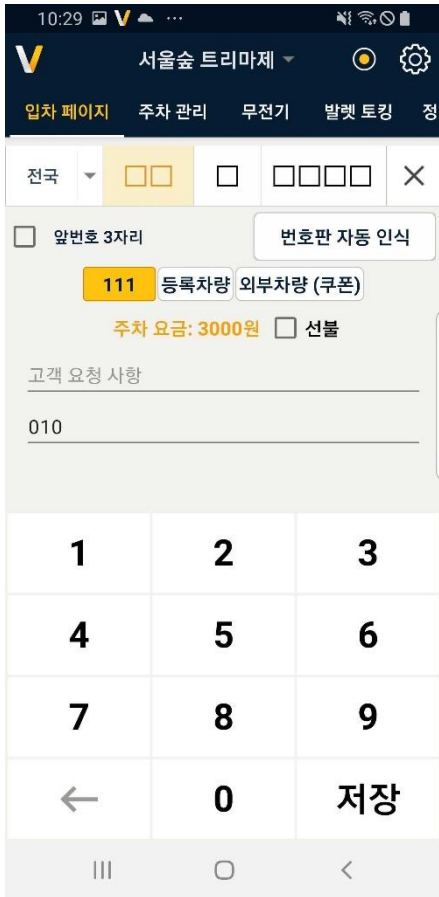 10:29
서울숲 트리마제
입차 페이지 주차 관리 무전기 발렛 토킹 정
전국 □□ □ □□□□
앞번호 3자리 번호판 자동 인식
111 등록차량 외부차량 (쿠폰)
주차 요금: 3000원 선불
고객 요청 사항
010
1 2 3
4 5 6
7 8 9
0 저장